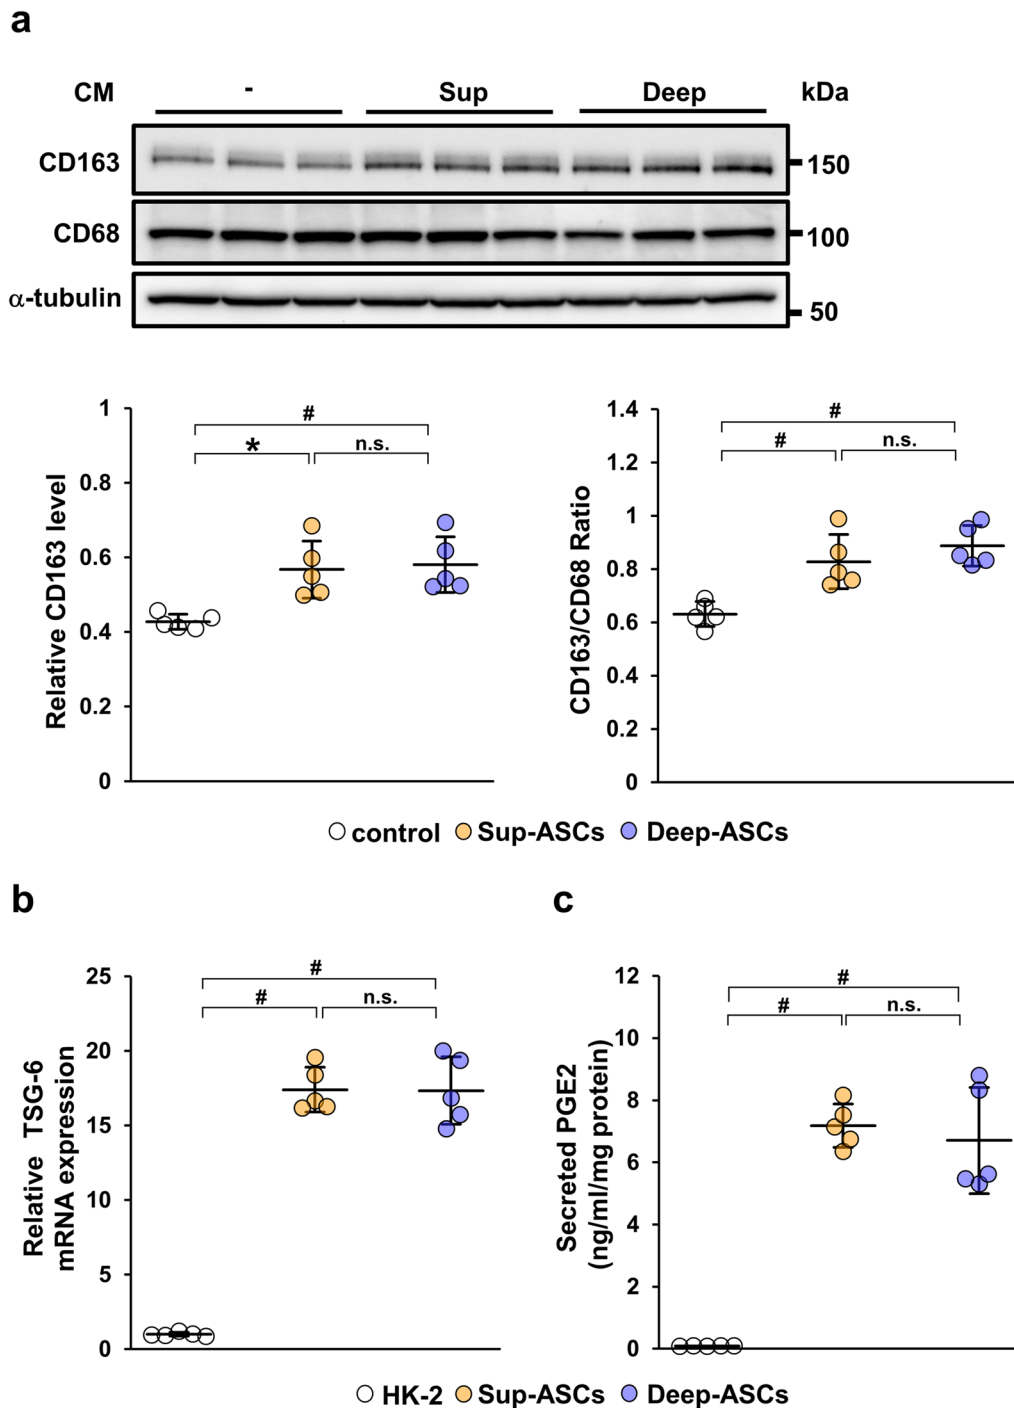 a
CM - Sup Deep kDa
CD163 150
CD68 100
α-tubulin 50
Relative CD163 level
1
0.8
0.6
0.4
0.2
0
#
* n.s.
CD163/CD68 Ratio
1.4
1.2
1
0.8
0.6
0.4
0.2
0
#
# n.s.
control Sup-ASCs Deep-ASCs
b
Relative TSG-6
mRNA expression
25
20
15
10
5
0
#
# n.s.
c
Secreted PGE2
(ng/ml/mg protein)
12
10
8
6
4
2
0
#
# n.s.
HK-2 Sup-ASCs Deep-ASCs